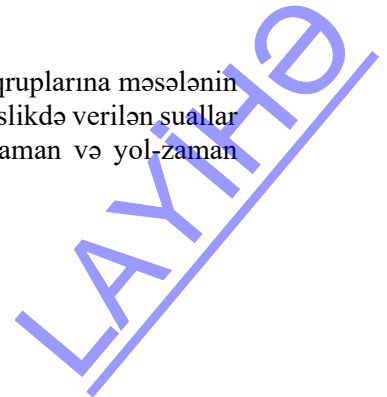 qruplarına məsələnin
slikdə verilən suallar
aman və yol-zaman
LAYİHƏ